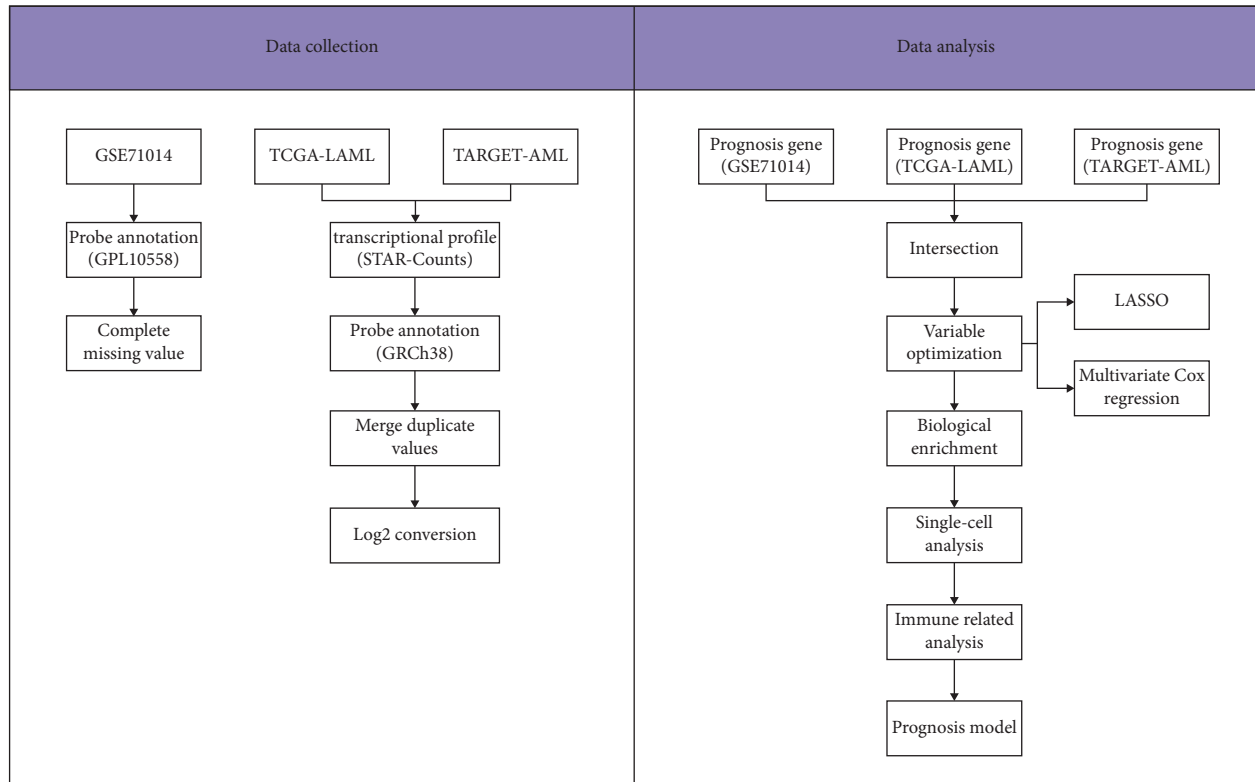 Data collection
Data analysis
GSE71014
TCGA-LAML
TARGET-AML
Probe annotation
(GPL10558)
transcriptional profile
(STAR-Counts)
Complete
missing value
Probe annotation
(GRCh38)
Merge duplicate
values
Log2 conversion
Prognosis gene
(GSE71014)
Prognosis gene
(TCGA-LAML)
Prognosis gene
(TARGET-AML)
Intersection
Variable
optimization
LASSO
Multivariate Cox
regression
Biological
enrichment
Single-cell
analysis
Immune related
analysis
Prognosis model